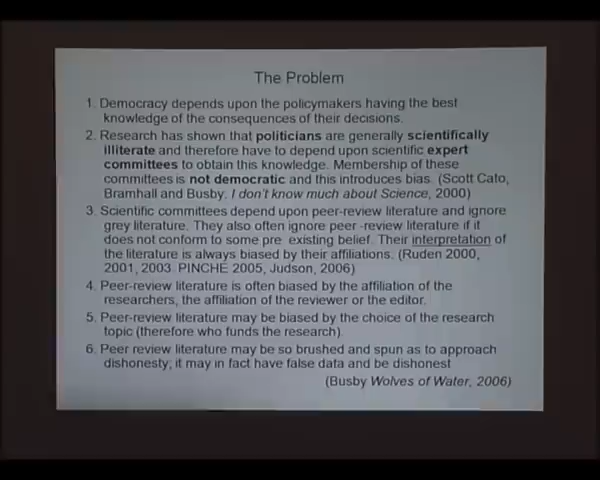 The Problem
1. Democracy depends upon the policymakers having the best
knowledge of the consequences of their decisions.
2. Research has shown that politicians are generally scientifically
illiterate and therefore have to depend upon scientific expert
committees to obtain this knowledge. Membership of these
committees is not democratic and this introduces bias. (Scott Cato,
Bramhall and Busby. I don't know much about Science, 2000)
3. Scientific committees depend upon peer-review literature and ignore
grey literature. They also often ignore peer -review literature if it
does not conform to some pre existing belief. Their interpretation of
the literature is always biased by their affiliations. (Ruden 2000,
2001, 2003. PINCHE 2005, Judson, 2006)
4. Peer-review literature is often biased by the affiliation of the
researchers, the affiliation of the reviewer or the editor.
5. Peer-review literature may be biased by the choice of the research
topic (therefore who funds the research).
6. Peer review literature may be so brushed and spun as to approach
dishonesty; it may in fact have false data and be dishonest
(Busby Wolves of Water, 2006)